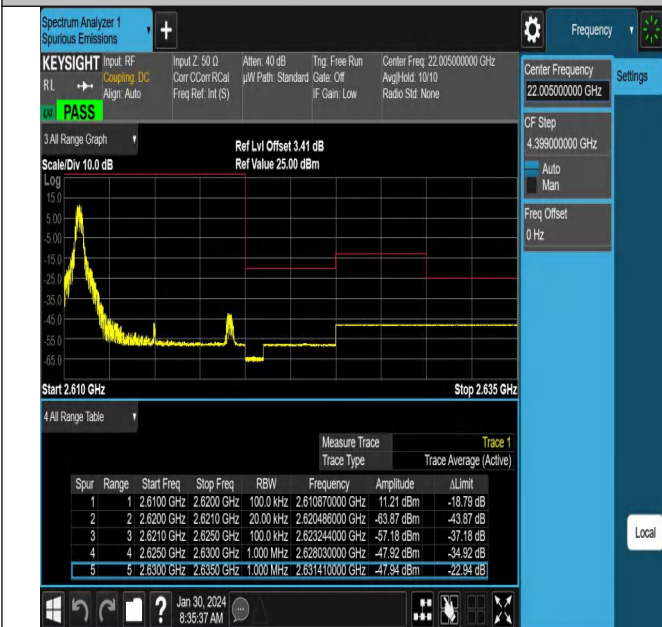 Spectrum Analyzer 1
Spurious Emissions
Frequency
KEYSIGHT
RL
Input: RF
Coupling: DC
Align: Auto
Input Z: 50 Ω
Corr CCorr RCal
Freq Ref: Int (S)
Atten: 40 dB
µW Path: Standard
Trig: Free Run
Gate: Off
IF Gain: Low
Center Freq: 22.005000000 GHz
Avg|Hold: 10/10
Radio Std: None
PASS
Center Frequency
22.005000000 GHz
Settings
CF Step
4.399000000 GHz
Auto
Man
Freq Offset
0 Hz
3 All Range Graph
Ref Lvl Offset 3.41 dB
Scale/Div 10.0 dB
Ref Value 25.00 dBm
Log
15.0
5.00
-5.00
-15.0
-25.0
-35.0
-45.0
-55.0
-65.0
Start 2.610 GHz
Stop 2.635 GHz
4 All Range Table
Measure Trace Trace 1
Trace Type Trace Average (Active)
Spur Range Start Freq Stop Freq RBW Frequency Amplitude ΔLimit
1 1 2.6100 GHz 2.6200 GHz 100.0 kHz 2.610870000 GHz 11.21 dBm -18.79 dB
2 2 2.6200 GHz 2.6210 GHz 20.00 kHz 2.620486000 GHz -63.87 dBm -43.87 dB
3 3 2.6210 GHz 2.6250 GHz 100.0 kHz 2.623244000 GHz -57.18 dBm -37.18 dB
4 4 2.6250 GHz 2.6300 GHz 1.000 MHz 2.628030000 GHz -47.92 dBm -34.92 dB
5 5 2.6300 GHz 2.6350 GHz 1.000 MHz 2.631410000 GHz -47.94 dBm -22.94 dB
Local
Jan 30, 2024
8:35:37 AM